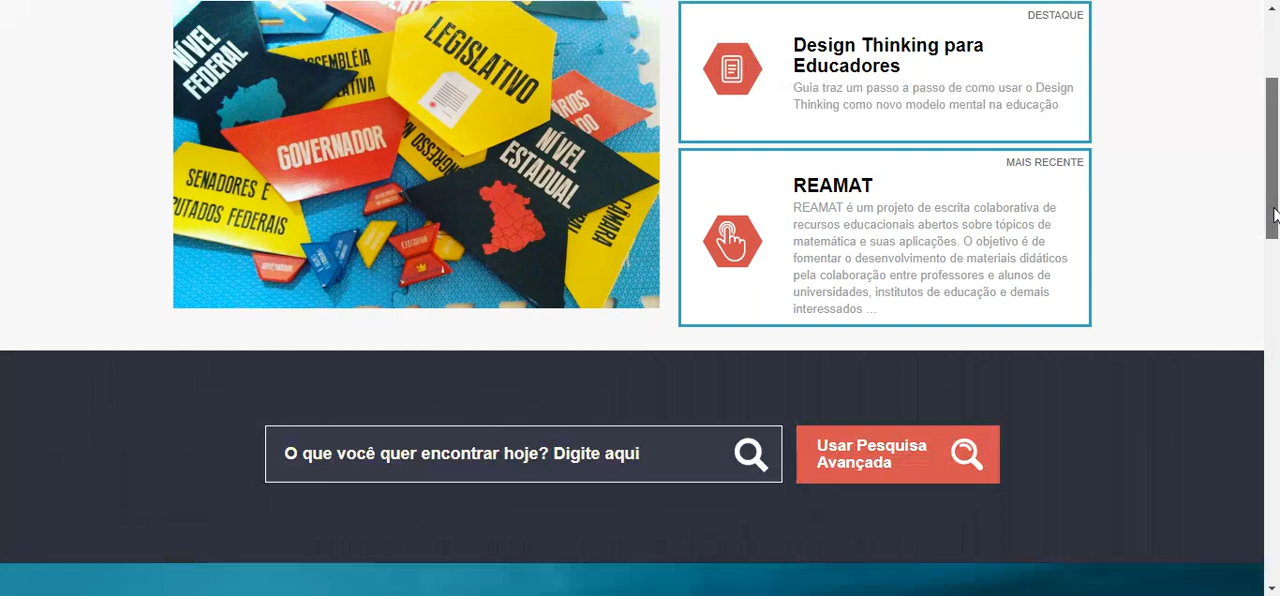 NÍVEL
FEDERAL
LEGISLATIVO
GOVERNADOR
SENADORES E
DEPUTADOS FEDERAIS
NÍVEL
ESTADUAL
CÂMARA
EXECUTIVO
DESTAQUE
Design Thinking para
Educadores
Guia traz um passo a passo de como usar o Design
Thinking como novo modelo mental na educação
MAIS RECENTE
REAMAT
REAMAT é um projeto de escrita colaborativa de
recursos educacionais abertos sobre tópicos de
matemática e suas aplicações. O objetivo é de
fomentar o desenvolvimento de materiais didáticos
pela colaboração entre professores e alunos de
universidades, institutos de educação e demais
interessados ...
O que você quer encontrar hoje? Digite aqui
Usar Pesquisa
Avançada